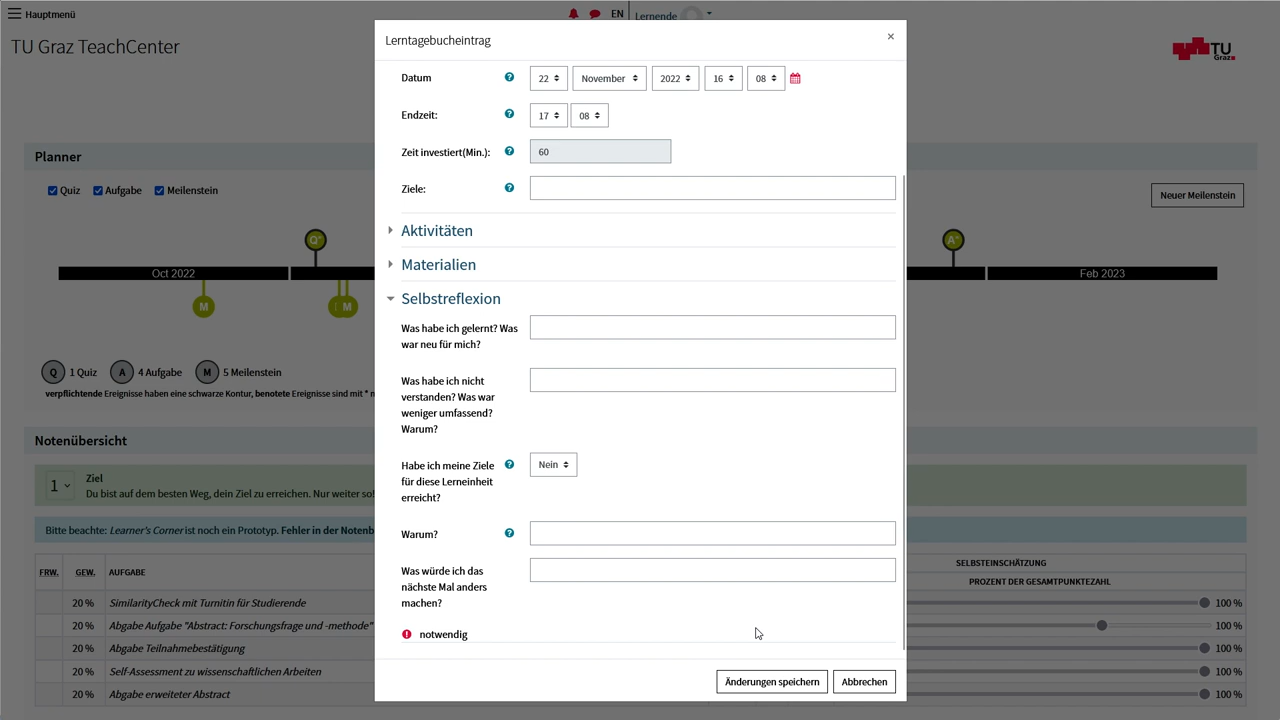 Hauptmenü
EN
Lernende
TU Graz TeachCenter
TU
Graz
Lerntagebucheintrag
×
Datum
22 November 2022 16 08
Endzeit:
17 08
Zeit investiert(Min.):
60
Ziele:
Aktivitäten
Materialien
Selbstreflexion
Was habe ich gelernt? Was
war neu für mich?
Was habe ich nicht
verstanden? Was war
weniger umfassend?
Warum?
Habe ich meine Ziele
für diese Lerneinheit
erreicht?
Nein
Warum?
Was würde ich das
nächste Mal anders
machen?
notwendig
Änderungen speichern
Abbrechen
Planner
Quiz Aufgabe Meilenstein
Neuer Meilenstein
Q*
A*
Oct 2022
Feb 2023
M
M
Q 1 Quiz A 4 Aufgabe M 5 Meilenstein
verpflichtende Ereignisse haben eine schwarze Kontur, benotete Ereignisse sind mit *
Notenübersicht
1
Ziel
Du bist auf dem besten Weg, dein Ziel zu erreichen. Nur weiter so!
Bitte beachte: Learner's Corner ist noch ein Prototyp. Fehler in der Notenb
FRW. GEW. AUFGABE
SELBSTEINSCHÄTZUNG
PROZENT DER GESAMTPUNKTEZAHL
20 % SimilarityCheck mit Turnitin für Studierende 100 %
20 % Abgabe Aufgabe "Abstract: Forschungsfrage und -methode" 100 %
20 % Abgabe Teilnahmebestätigung 100 %
20 % Self-Assessment zu wissenschaftlichen Arbeiten 100 %
20 % Abgabe erweiterter Abstract 100 %